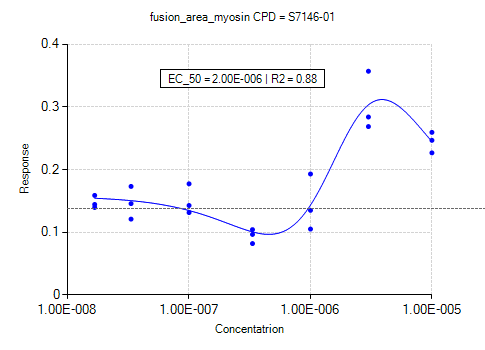 fusion_area_myosin CPD = S7146-01
EC_50 = 2.00E-006 | R2 = 0.88
0.4
0.3
0.2
0.1
0
Response
1.00E-008 1.00E-007 1.00E-006 1.00E-005
Concentatrion